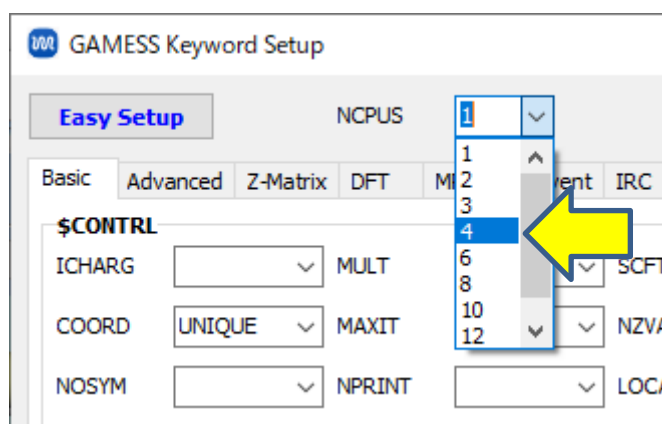 GAMESS Keyword Setup
Easy Setup NCPUS 1
1
2
3
4
6
8
10
12
Basic Advanced Z-Matrix DFT IRC
$CONTRL
ICHARG MULT
COORD UNIQUE MAXIT
NOSYM NPRINT